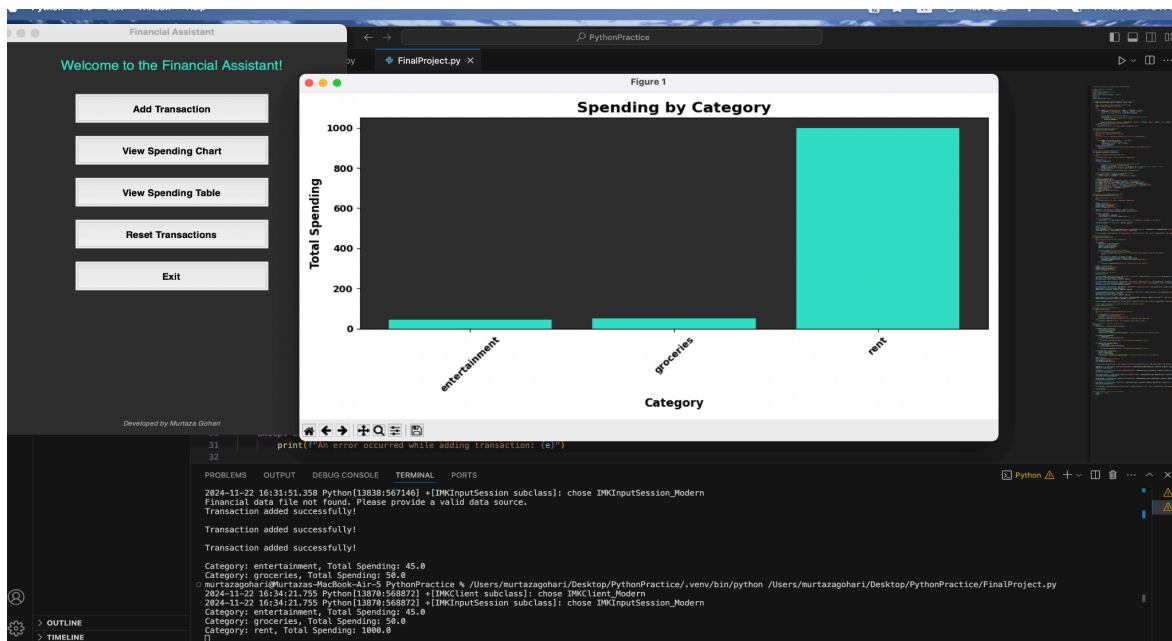 Financial Assistant
Welcome to the Financial Assistant!
Add Transaction
View Spending Chart
View Spending Table
Reset Transactions
Exit
Developed by Murtaza Gohari
PythonPractice
FinalProject.py
Figure 1
Spending by Category
Total Spending
1000
800
600
400
200
0
entertainment
groceries
rent
Category
31 print(f"An error occurred while adding transaction: {e}")
32
PROBLEMS OUTPUT DEBUG CONSOLE TERMINAL PORTS
Python
2024-11-22 16:31:51.358 Python[13838:567146] +[IMKInputSession subclass]: chose IMKInputSession_Modern
Financial data file not found. Please provide a valid data source.
Transaction added successfully!
Transaction added successfully!
Transaction added successfully!
Category: entertainment, Total Spending: 45.0
Category: groceries, Total Spending: 50.0
murtazagohari@Murtazas-MacBook-Air-5 PythonPractice % /Users/murtazagohari/Desktop/PythonPractice/.venv/bin/python /Users/murtazagohari/Desktop/PythonPractice/FinalProject.py
2024-11-22 16:34:21.755 Python[13870:568872] +[IMKClient subclass]: chose IMKClient_Modern
2024-11-22 16:34:21.755 Python[13870:568872] +[IMKInputSession subclass]: chose IMKInputSession_Modern
Category: entertainment, Total Spending: 45.0
Category: groceries, Total Spending: 50.0
Category: rent, Total Spending: 1000.0
OUTLINE
TIMELINE